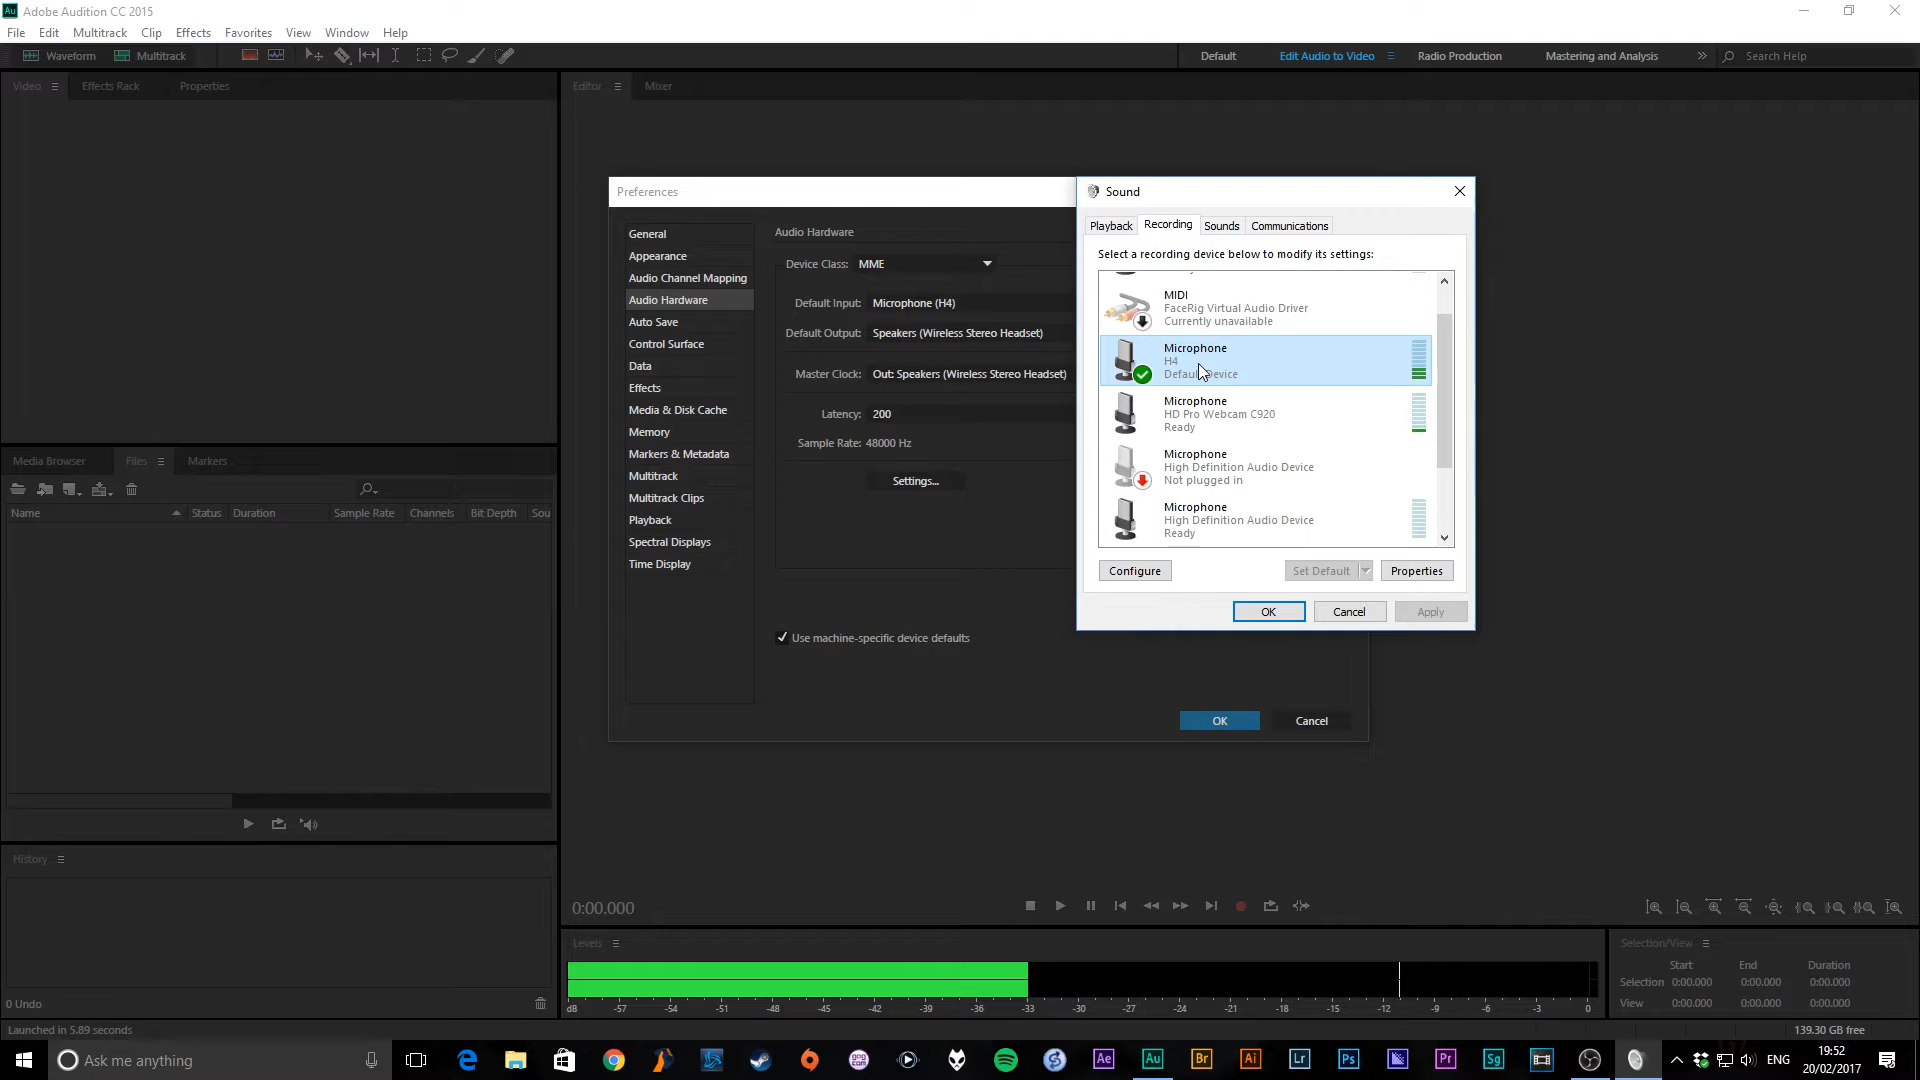 Au Adobe Audition CC 2015
File Edit Multitrack Clip Effects Favorites View Window Help
Waveform Multitrack Default Edit Audio to Video Radio Production Mastering and Analysis Search Help
Video Effects Rack Properties
Editor Mixer
Preferences
General
Appearance
Audio Channel Mapping
Audio Hardware
Auto Save
Control Surface
Data
Effects
Media & Disk Cache
Memory
Markers & Metadata
Multitrack
Multitrack Clips
Playback
Spectral Displays
Time Display
Audio Hardware
Device Class: MME
Default Input: Microphone (H4)
Default Output: Speakers (Wireless Stereo Headset)
Master Clock: Out: Speakers (Wireless Stereo Headset)
Latency: 200
Sample Rate: 48000 Hz
Settings...
Use machine-specific device defaults
OK Cancel
Sound
Playback Recording Sounds Communications
Select a recording device below to modify its settings:
MIDI
FaceRig Virtual Audio Driver
Currently unavailable
Microphone
H4
Default Device
Microphone
HD Pro Webcam C920
Ready
Microphone
High Definition Audio Device
Not plugged in
Microphone
High Definition Audio Device
Ready
Configure Set Default Properties
OK Cancel Apply
Media Browser Files Markers
Name Status Duration Sample Rate Channels Bit Depth Sou
History
0 Undo
0:00.000
Levels
dB -57 -54 -51 -48 -45 -42 -39 -36 -33 -30 -27 -24 -21 -18 -15 -12 -9 -6 -3 0
Selection/View
Start End Duration
Selection 0:00.000 0:00.000 0:00.000
View 0:00.000 0:00.000 0:00.000
Launched in 5.89 seconds
139.30 GB free
Ask me anything
Ae Au Br Ai Lr Ps Pr Sg
ENG
19:52
20/02/2017